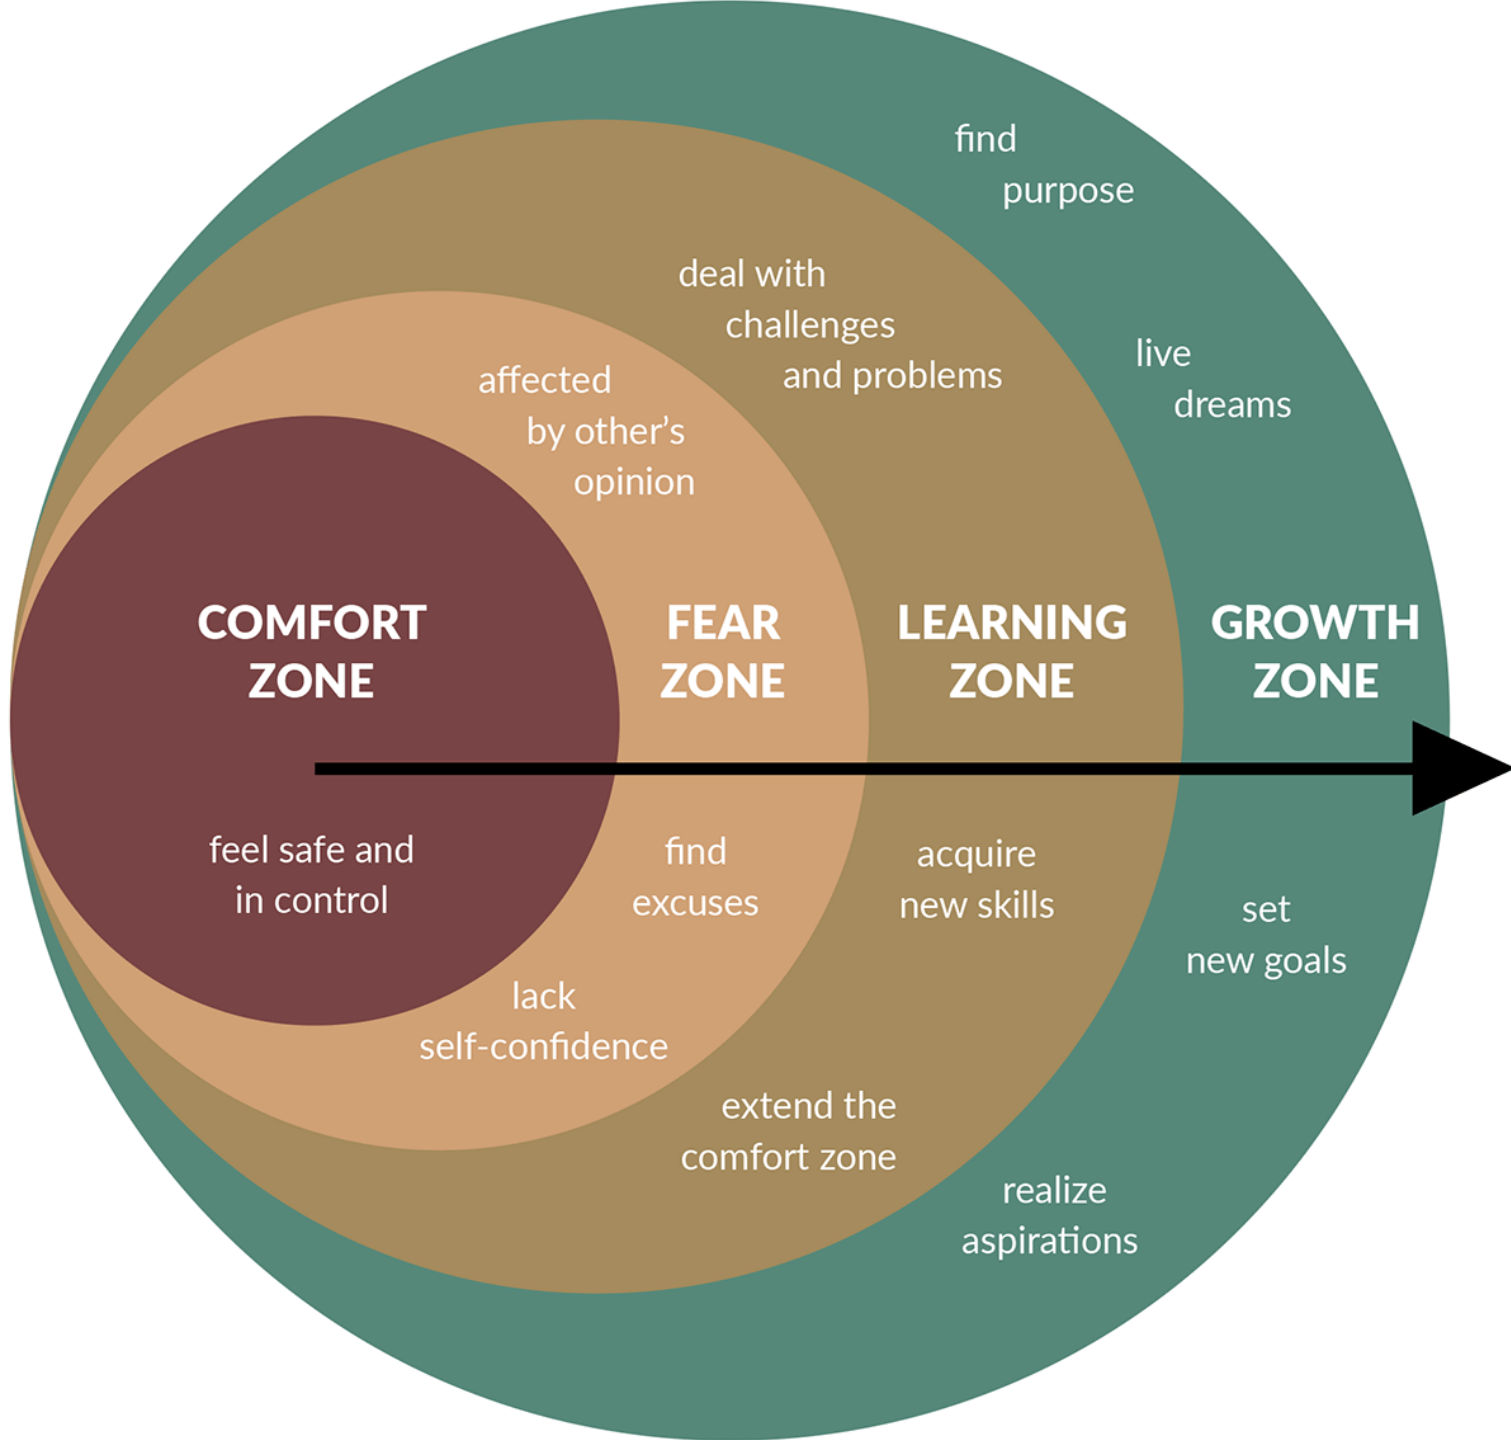 find
purpose
deal with
challenges
and problems
live
dreams
affected
by other’s
opinion
COMFORT
ZONE
FEAR
ZONE
LEARNING
ZONE
GROWTH
ZONE
feel safe and
in control
find
excuses
acquire
new skills
set
new goals
lack
self-confidence
extend the
comfort zone
realize
aspirations